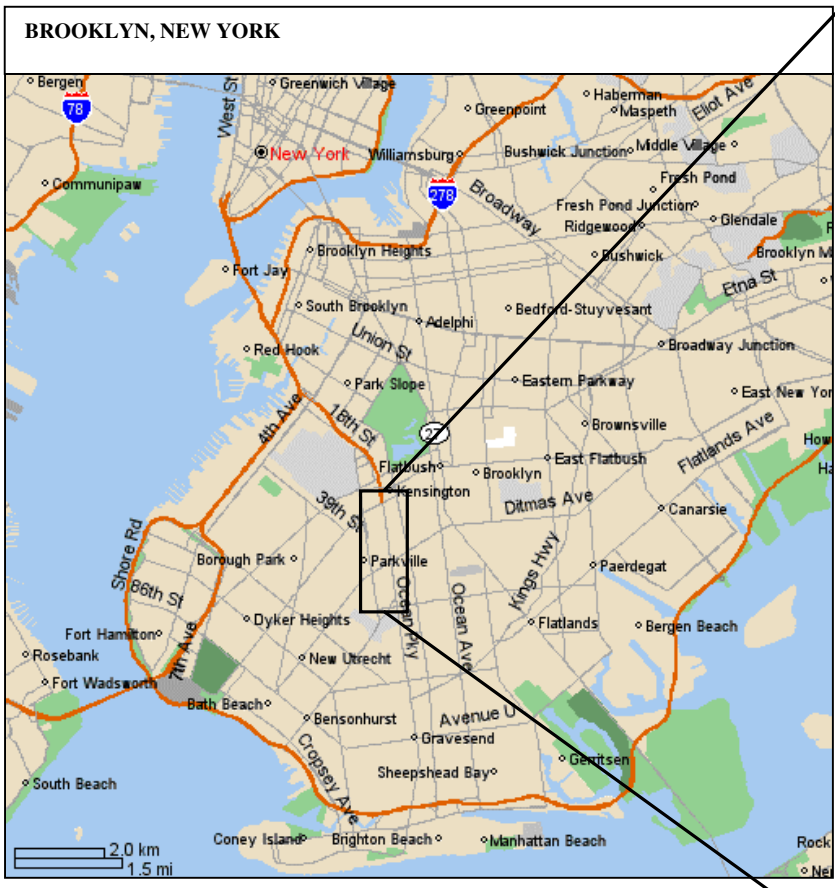 BROOKLYN, NEW YORK
Bergen
Greenwich Village
Haberman
Eliot Ave
78
West St
Greenpoint
Maspeth
New York
Williamsburg
Bushwick Junction
Middle Village
Communipaw
278
Broadway
Fresh Pond
Fresh Pond Junction
Ridgewood
Glendale
Brooklyn Heights
Bushwick
Brooklyn M
Fort Jay
Etna St
South Brooklyn
Adelphi
Bedford-Stuyvesant
Union St
Red Hook
Broadway Junction
Park Slope
Eastern Parkway
East New Yor
4th Ave
18th St
27
Brownsville
Flatlands Ave
How
Flatbush
Brooklyn
East Flatbush
Ha
Kensington
39th St
Ditmas Ave
Canarsie
Shore Rd
Borough Park
Parkville
Kings Hwy
Paerdegat
86th St
Ocean Pky
Ocean Ave
Dyker Heights
Flatlands
Bergen Beach
Fort Hamilton
7th Ave
Rosebank
New Utrecht
Fort Wadsworth
Bath Beach
Bensonhurst
Avenue U
Gravesend
Cropsey Ave
Sheepshead Bay
Gerritsen
South Beach
Coney Island
Brighton Beach
Manhattan Beach
Rock
2.0 km
1.5 mi